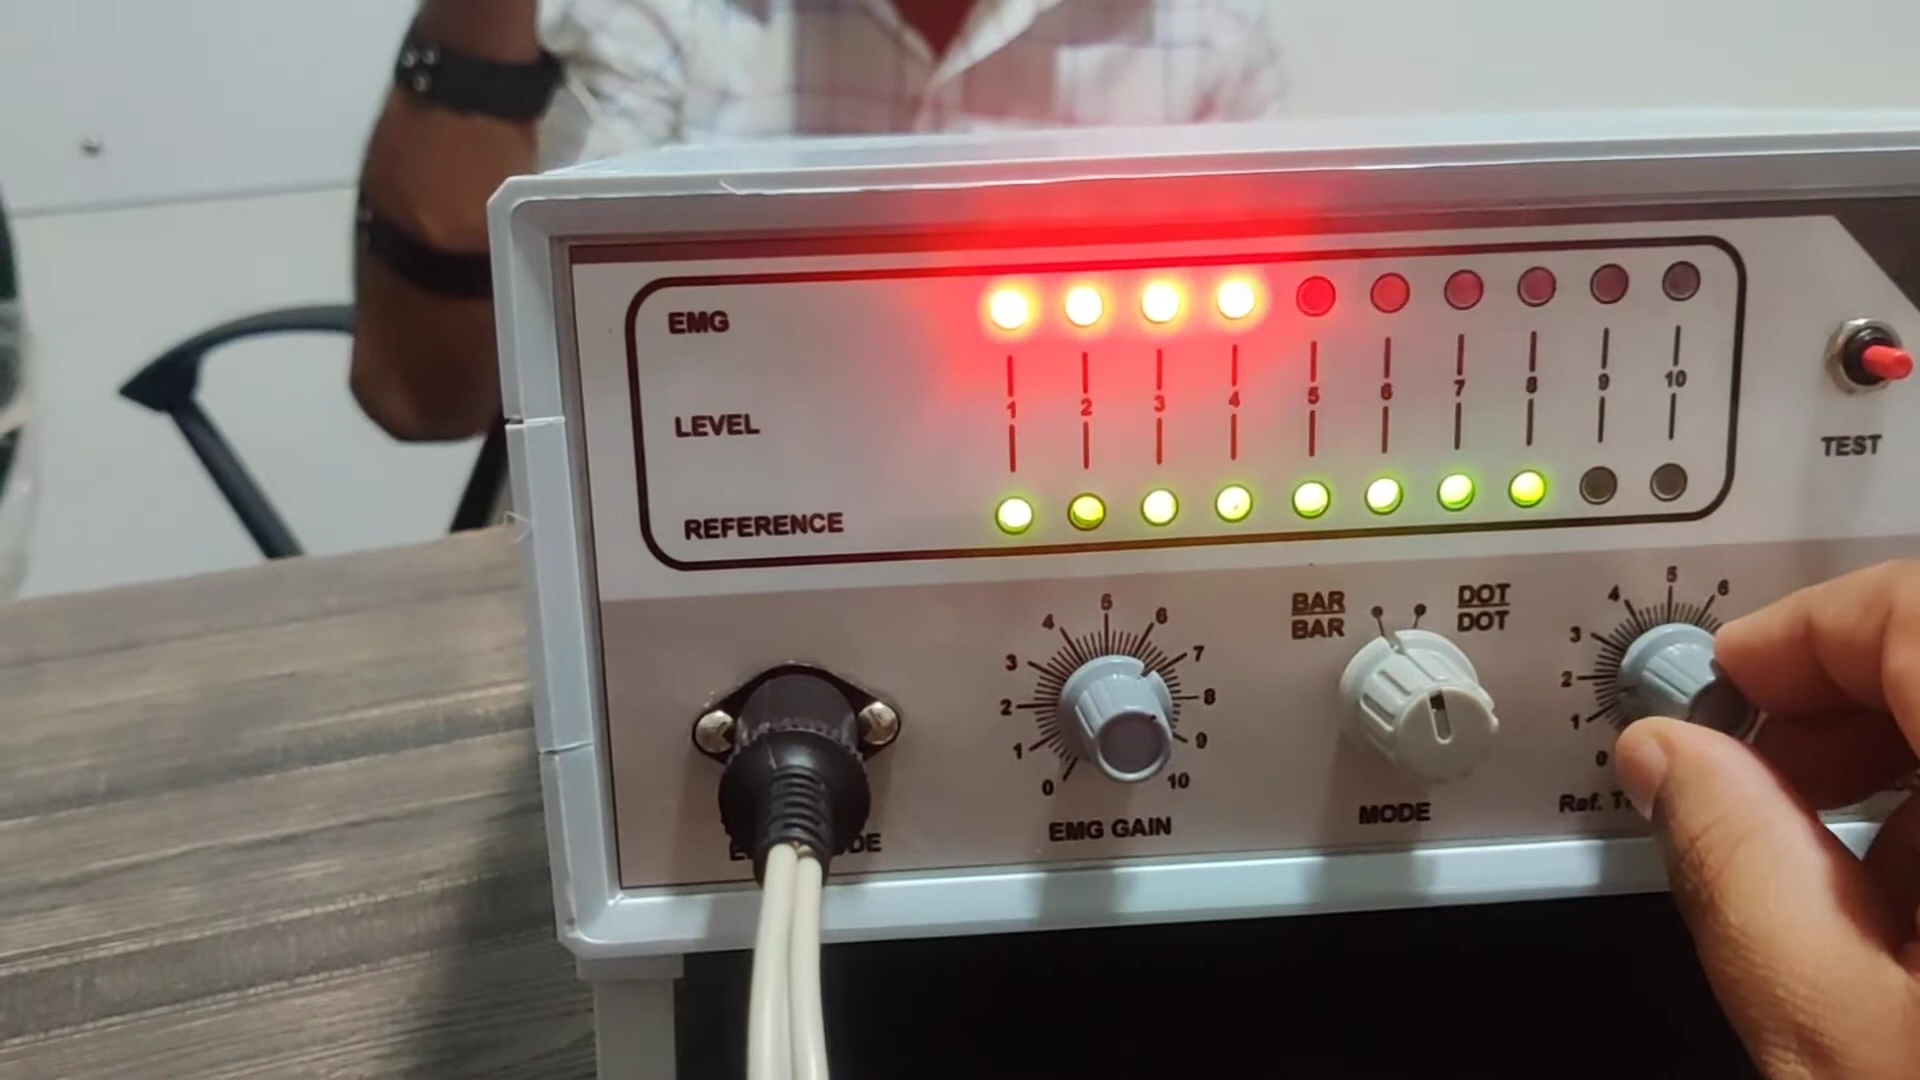 EMG
1 2 3 4 5 6 7 8 9 10
LEVEL
REFERENCE
TEST
0 1 2 3 4 5 6 7 8 9 10
EMG GAIN
BAR
BAR
DOT
DOT
MODE
0 1 2 3 4 5 6
Ref.